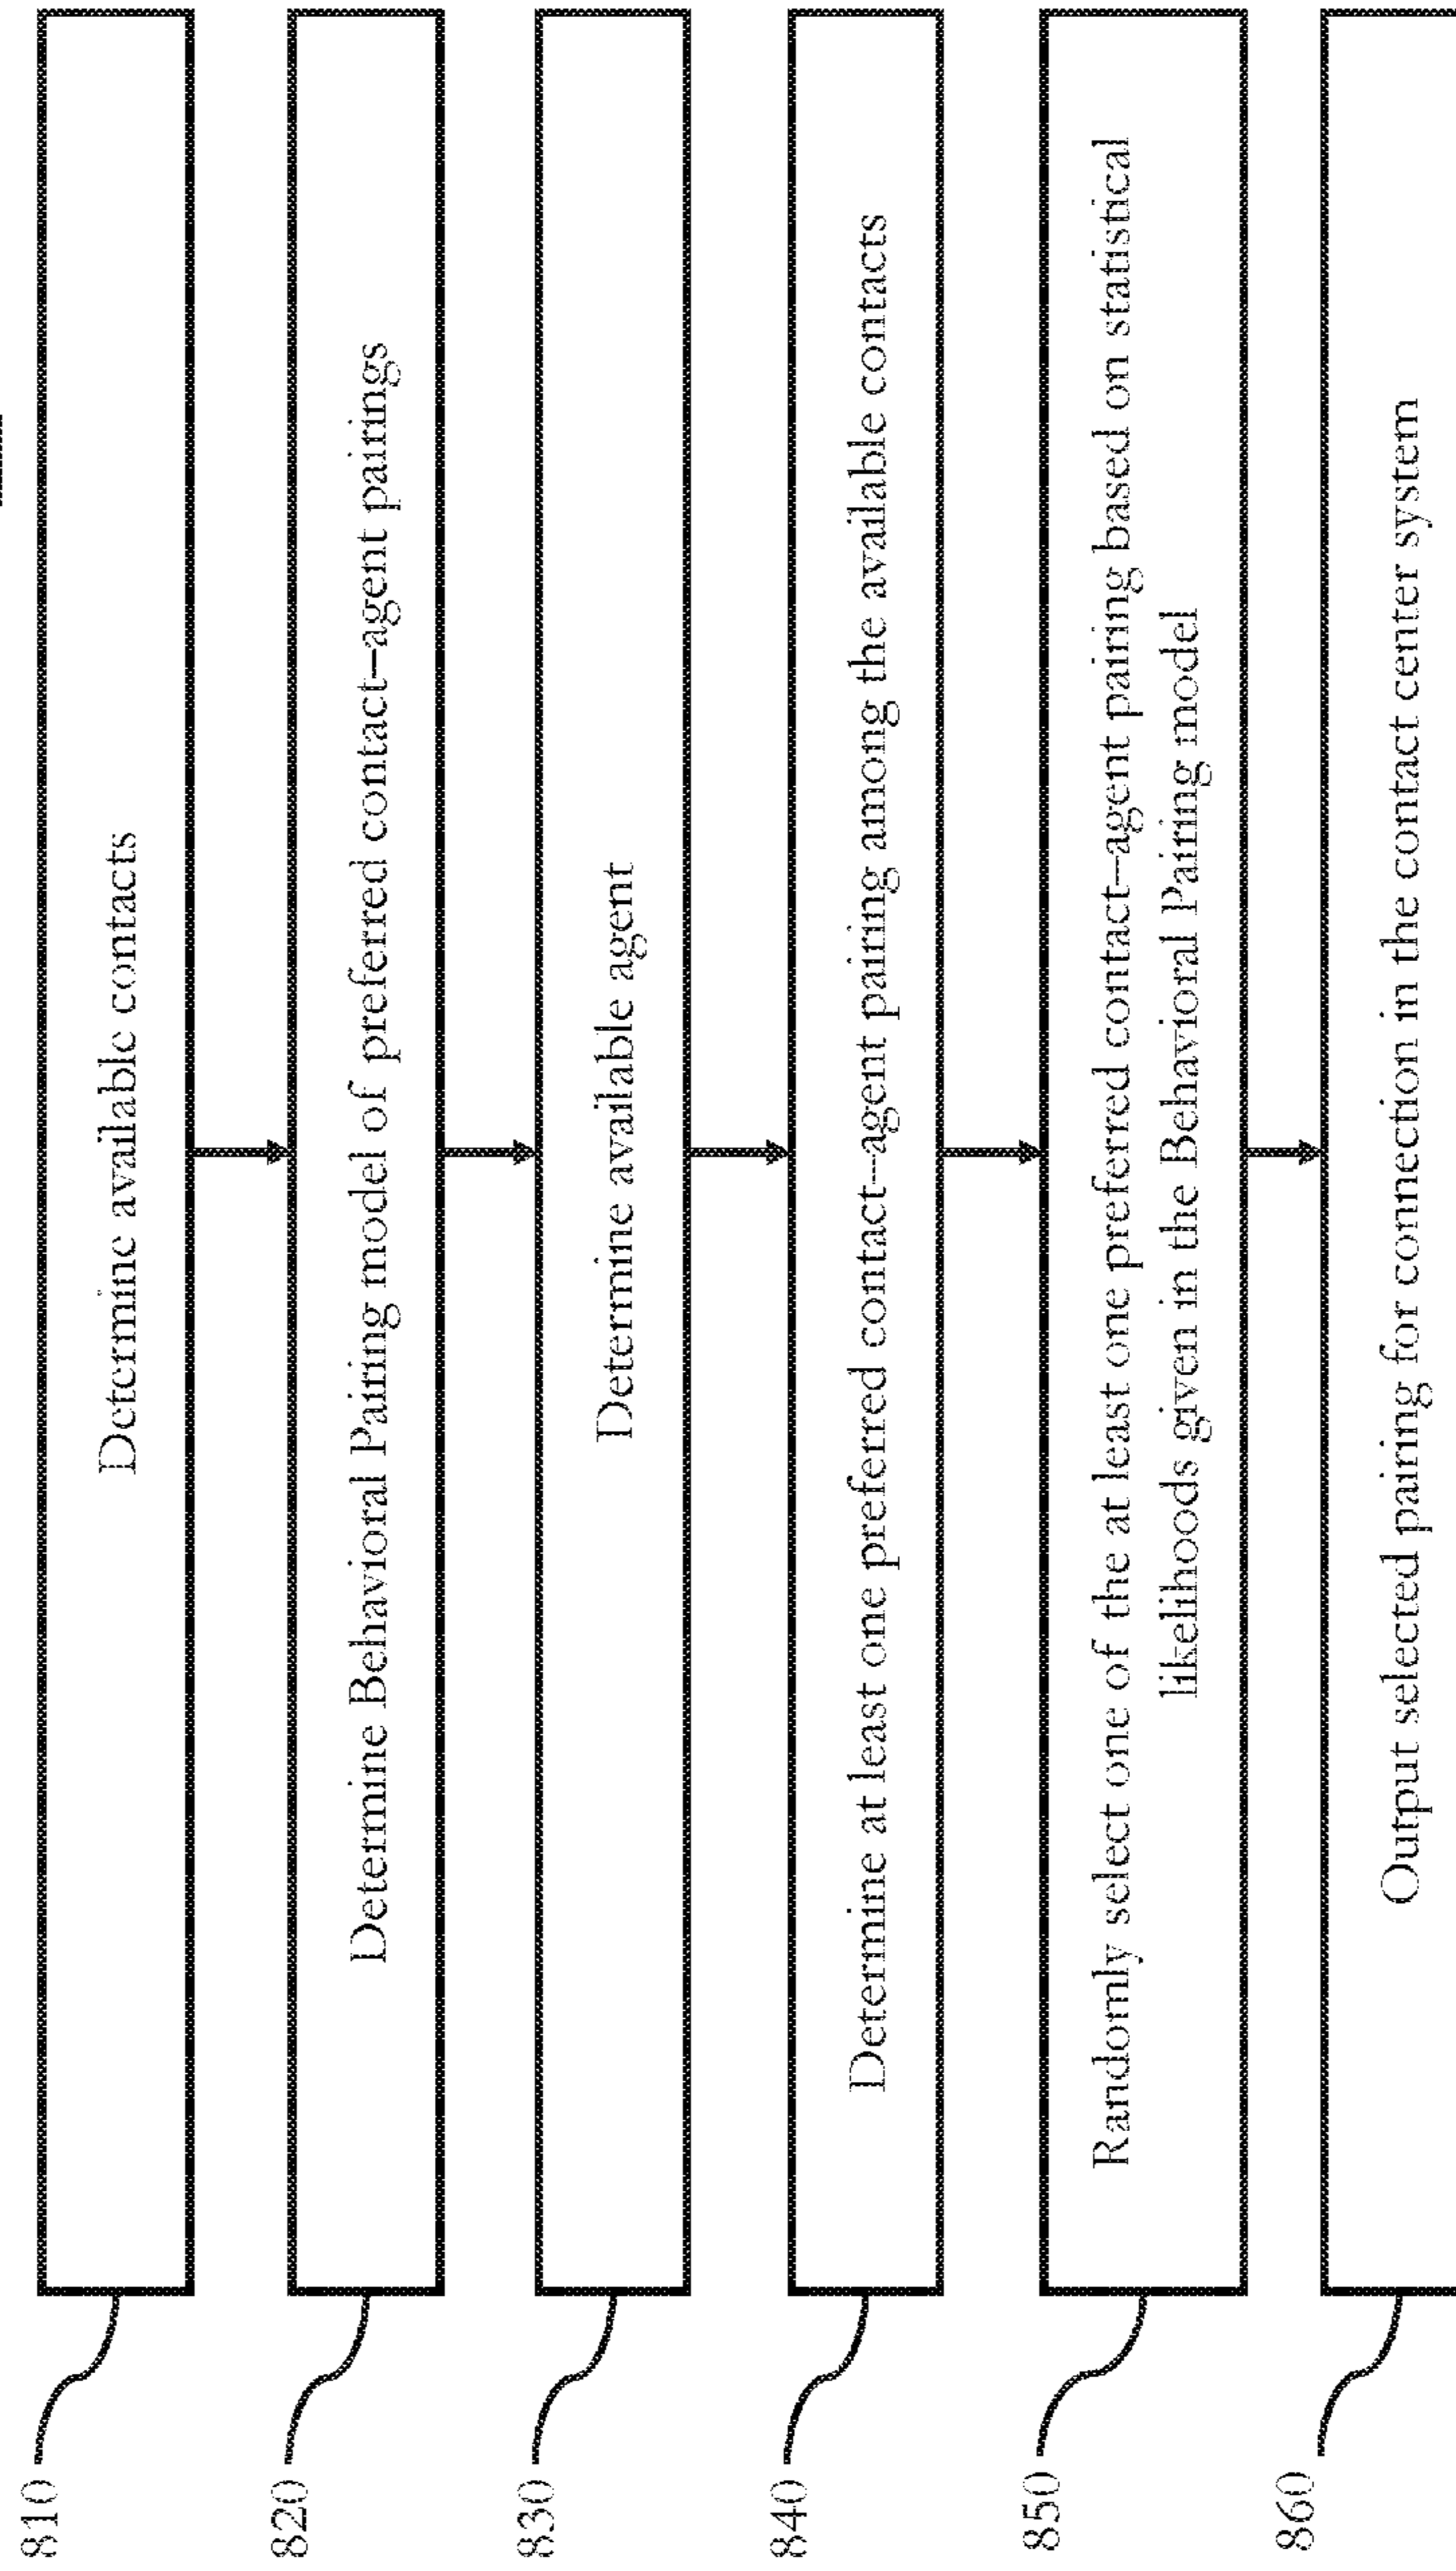 810
Determine available contacts
820
Determine Behavioral Pairing model of preferred contact–agent pairings
830
Determine available agent
840
Determine at least one preferred contact–agent pairing among the available contacts
850
Randomly select one of the at least one preferred contact–agent pairing based on statistical
likelihoods given in the Behavioral Pairing model
860
Output selected pairing for connection in the contact center system